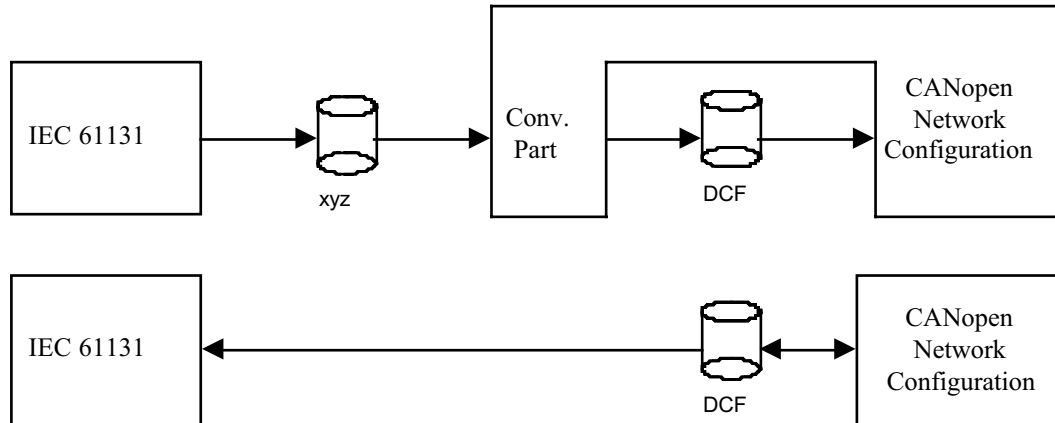 IEC 61131
xyz
Conv.
Part
DCF
CANopen
Network
Configuration
IEC 61131
DCF
CANopen
Network
Configuration